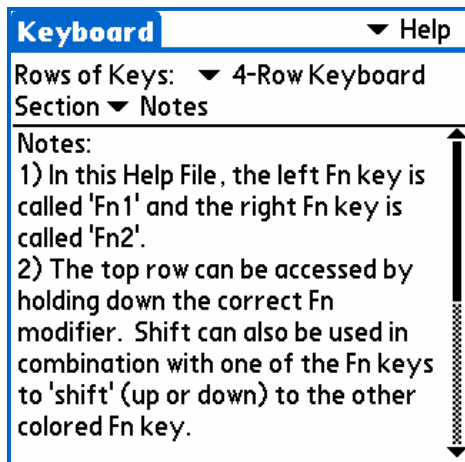 Keyboard Help
Rows of Keys: 4-Row Keyboard
Section Notes
Notes:
1) In this Help File, the left Fn key is
called 'Fn1' and the right Fn key is
called 'Fn2'.
2) The top row can be accessed by
holding down the correct Fn
modifier. Shift can also be used in
combination with one of the Fn keys
to 'shift' (up or down) to the other
colored Fn key.